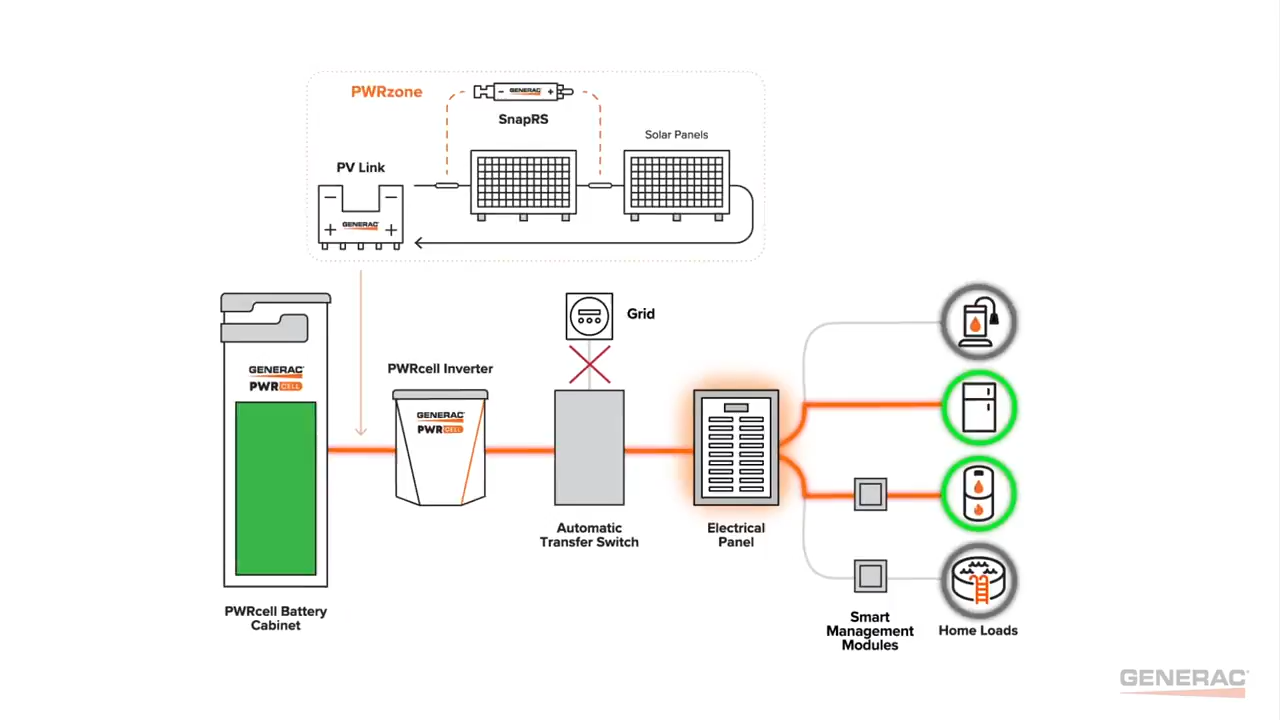 PWRzone
GENERAC
SnapRS
Solar Panels
PV Link
GENERAC
Grid
GENERAC
PWRCELL
PWRcell Inverter
GENERAC
PWRCELL
Automatic
Transfer Switch
Electrical
Panel
PWRcell Battery
Cabinet
Smart
Management
Modules
Home Loads
GENERAC